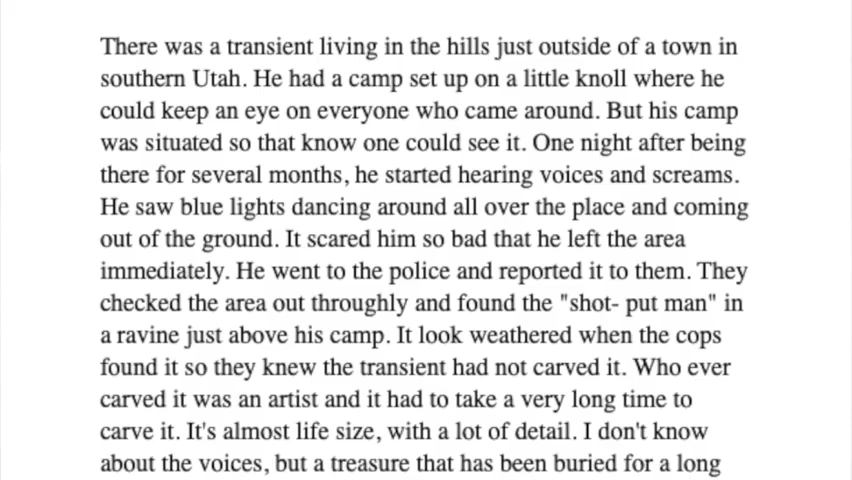 There was a transient living in the hills just outside of a town in
southern Utah. He had a camp set up on a little knoll where he
could keep an eye on everyone who came around. But his camp
was situated so that know one could see it. One night after being
there for several months, he started hearing voices and screams.
He saw blue lights dancing around all over the place and coming
out of the ground. It scared him so bad that he left the area
immediately. He went to the police and reported it to them. They
checked the area out throughly and found the "shot- put man" in
a ravine just above his camp. It look weathered when the cops
found it so they knew the transient had not carved it. Who ever
carved it was an artist and it had to take a very long time to
carve it. It's almost life size, with a lot of detail. I don't know
about the voices, but a treasure that has been buried for a long